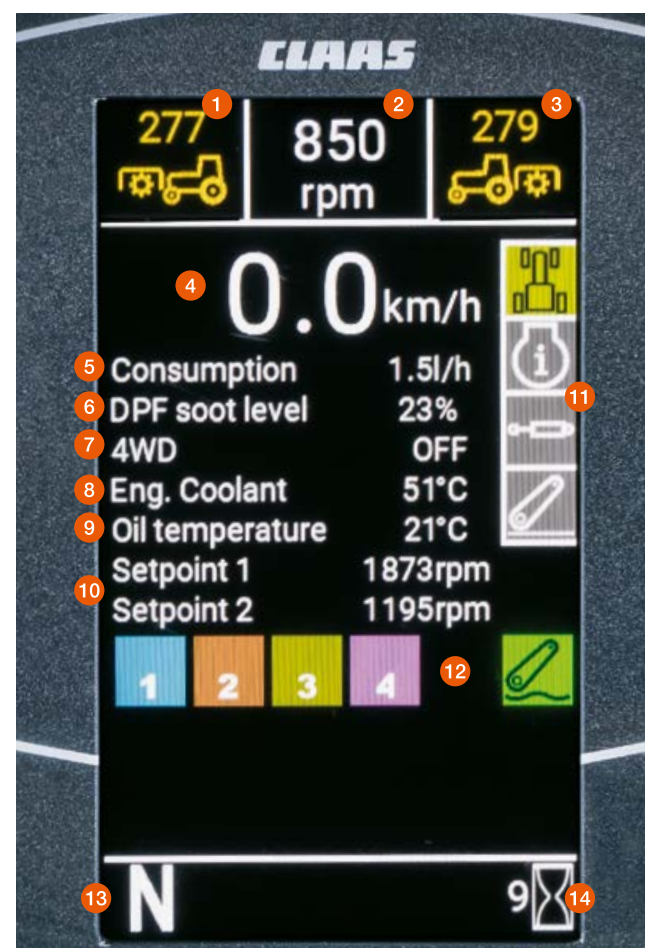 CLAAS
1 2 3
277 850 279
rpm
4 0.0 km/h
5 Consumption 1.5l/h
6 DPF soot level 23%
7 4WD OFF
8 Eng. Coolant 51°C
9 Oil temperature 21°C
Setpoint 1 1873rpm
10
Setpoint 2 1195rpm
i
11
1 2 3 4 12
13 N 9 14